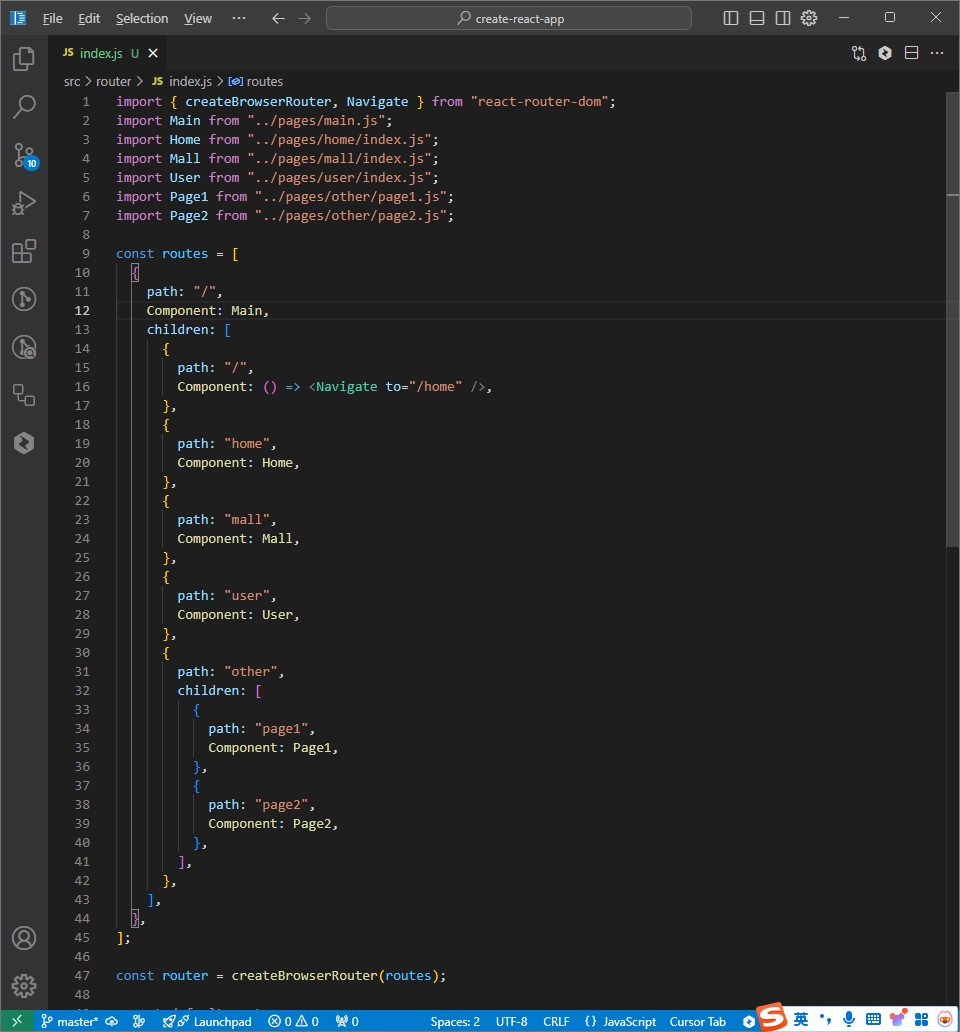 File Edit Selection View ··· create-react-app
JS index.js U
src > router > JS index.js > routes
1 import { createBrowserRouter, Navigate } from "react-router-dom";
2 import Main from "../pages/main.js";
3 import Home from "../pages/home/index.js";
4 import Mall from "../pages/mall/index.js";
5 import User from "../pages/user/index.js";
6 import Page1 from "../pages/other/page1.js";
7 import Page2 from "../pages/other/page2.js";
8
9 const routes = [
10 {
11 path: "/",
12 Component: Main,
13 children: [
14 {
15 path: "/",
16 Component: () => <Navigate to="/home" />,
17 },
18 {
19 path: "home",
20 Component: Home,
21 },
22 {
23 path: "mall",
24 Component: Mall,
25 },
26 {
27 path: "user",
28 Component: User,
29 },
30 {
31 path: "other",
32 children: [
33 {
34 path: "page1",
35 Component: Page1,
36 },
37 {
38 path: "page2",
39 Component: Page2,
40 },
41 ],
42 },
43 ],
44 },
45 ];
46
47 const router = createBrowserRouter(routes);
48
10
master* Launchpad 0 0 0 Spaces: 2 UTF-8 CRLF {} JavaScript Cursor Tab
S 英